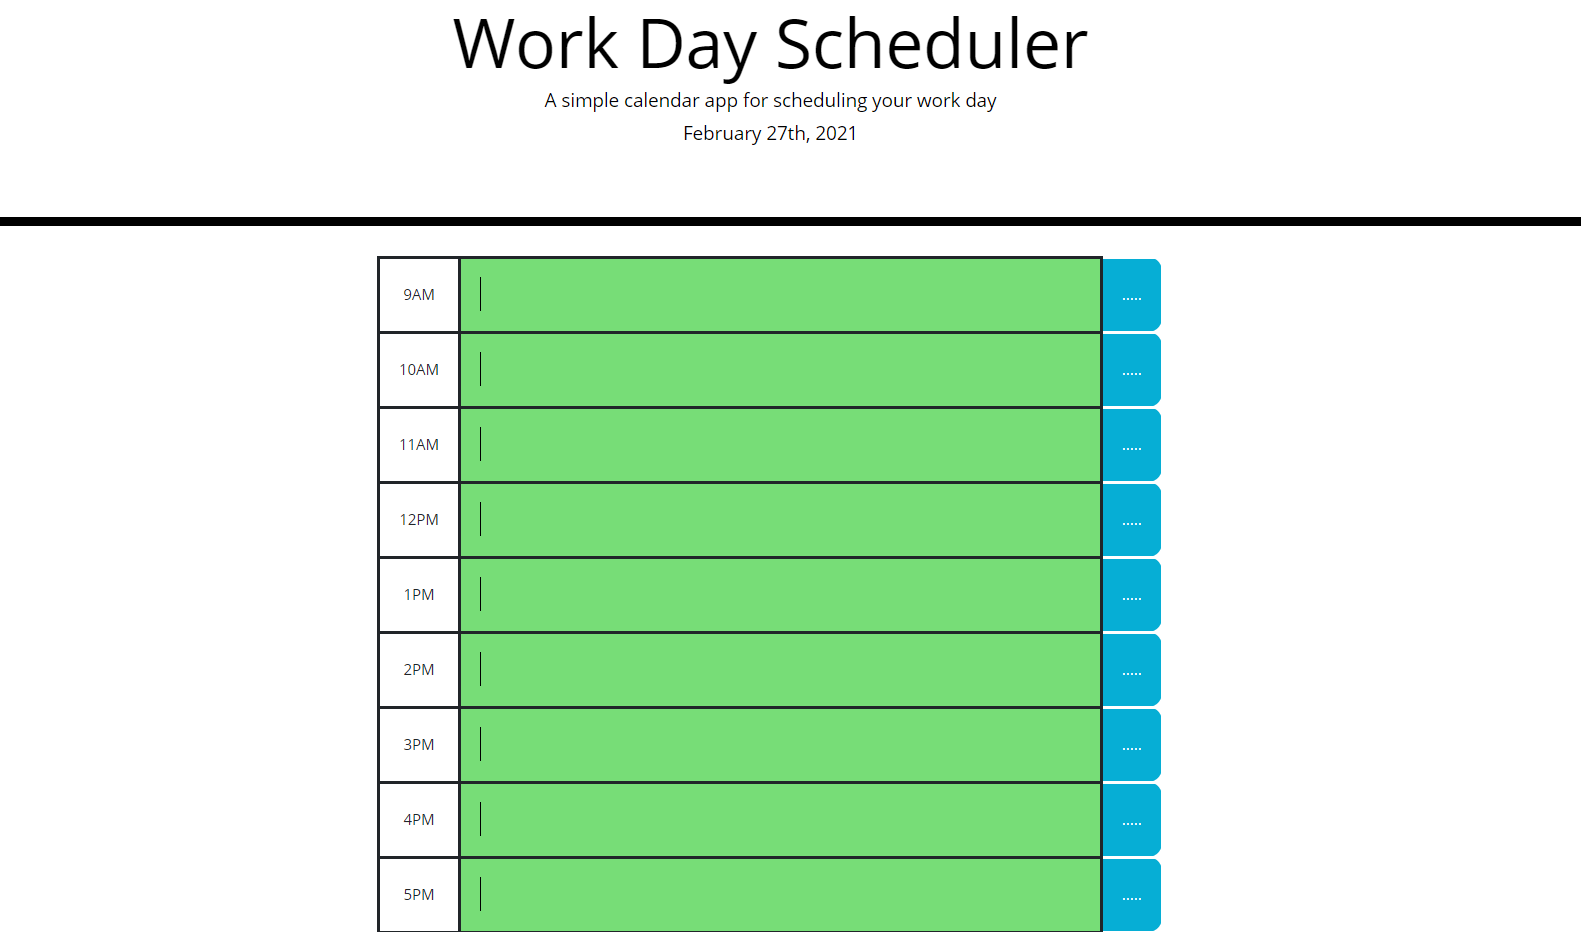 Work Day Scheduler
A simple calendar app for scheduling your work day
February 27th, 2021
9AM
.....
10AM
.....
11AM
.....
12PM
.....
1PM
.....
2PM
.....
3PM
.....
4PM
.....
5PM
.....